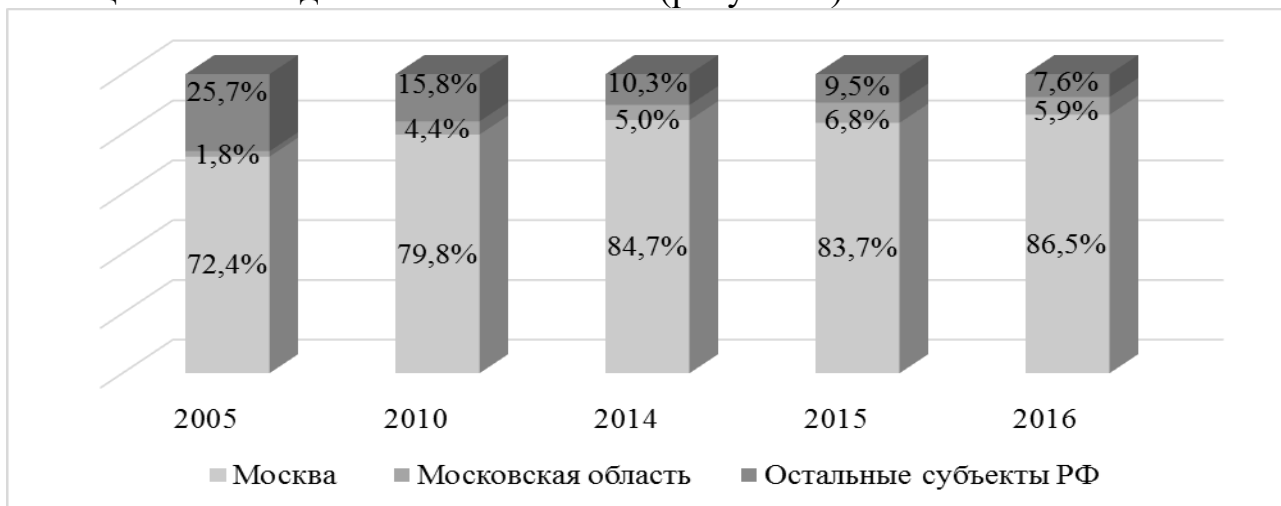 25,7% 15,8% 10,3% 9,5% 7,6%
1,8% 4,4% 5,0% 6,8% 5,9%
72,4% 79,8% 84,7% 83,7% 86,5%
2005 2010 2014 2015 2016
Москва Московская область Остальные субъекты РФ